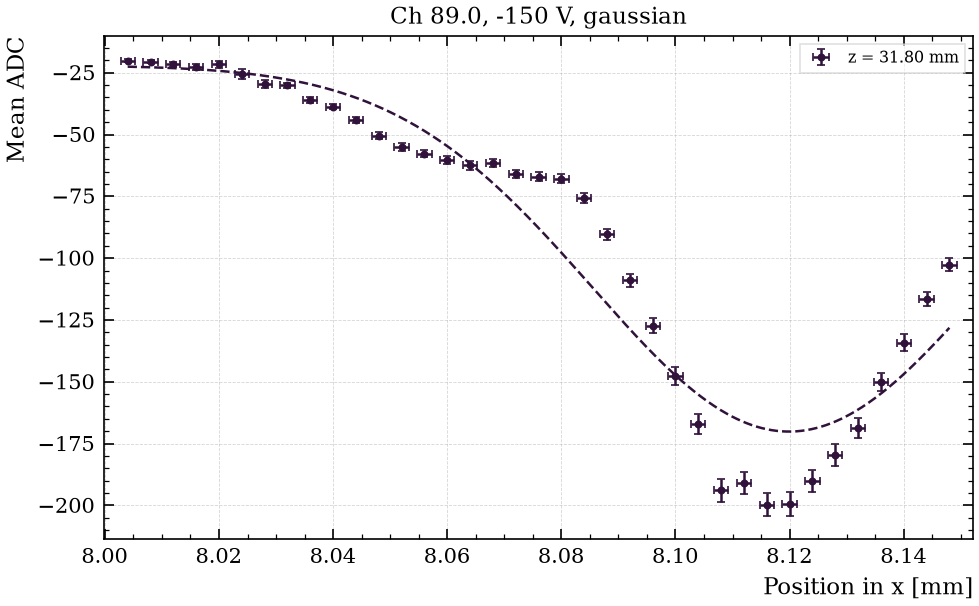 Ch 89.0, -150 V, gaussian
Mean ADC
z = 31.80 mm
−25
−50
−75
−100
−125
−150
−175
−200
8.00 8.02 8.04 8.06 8.08 8.10 8.12 8.14
Position in x [mm]